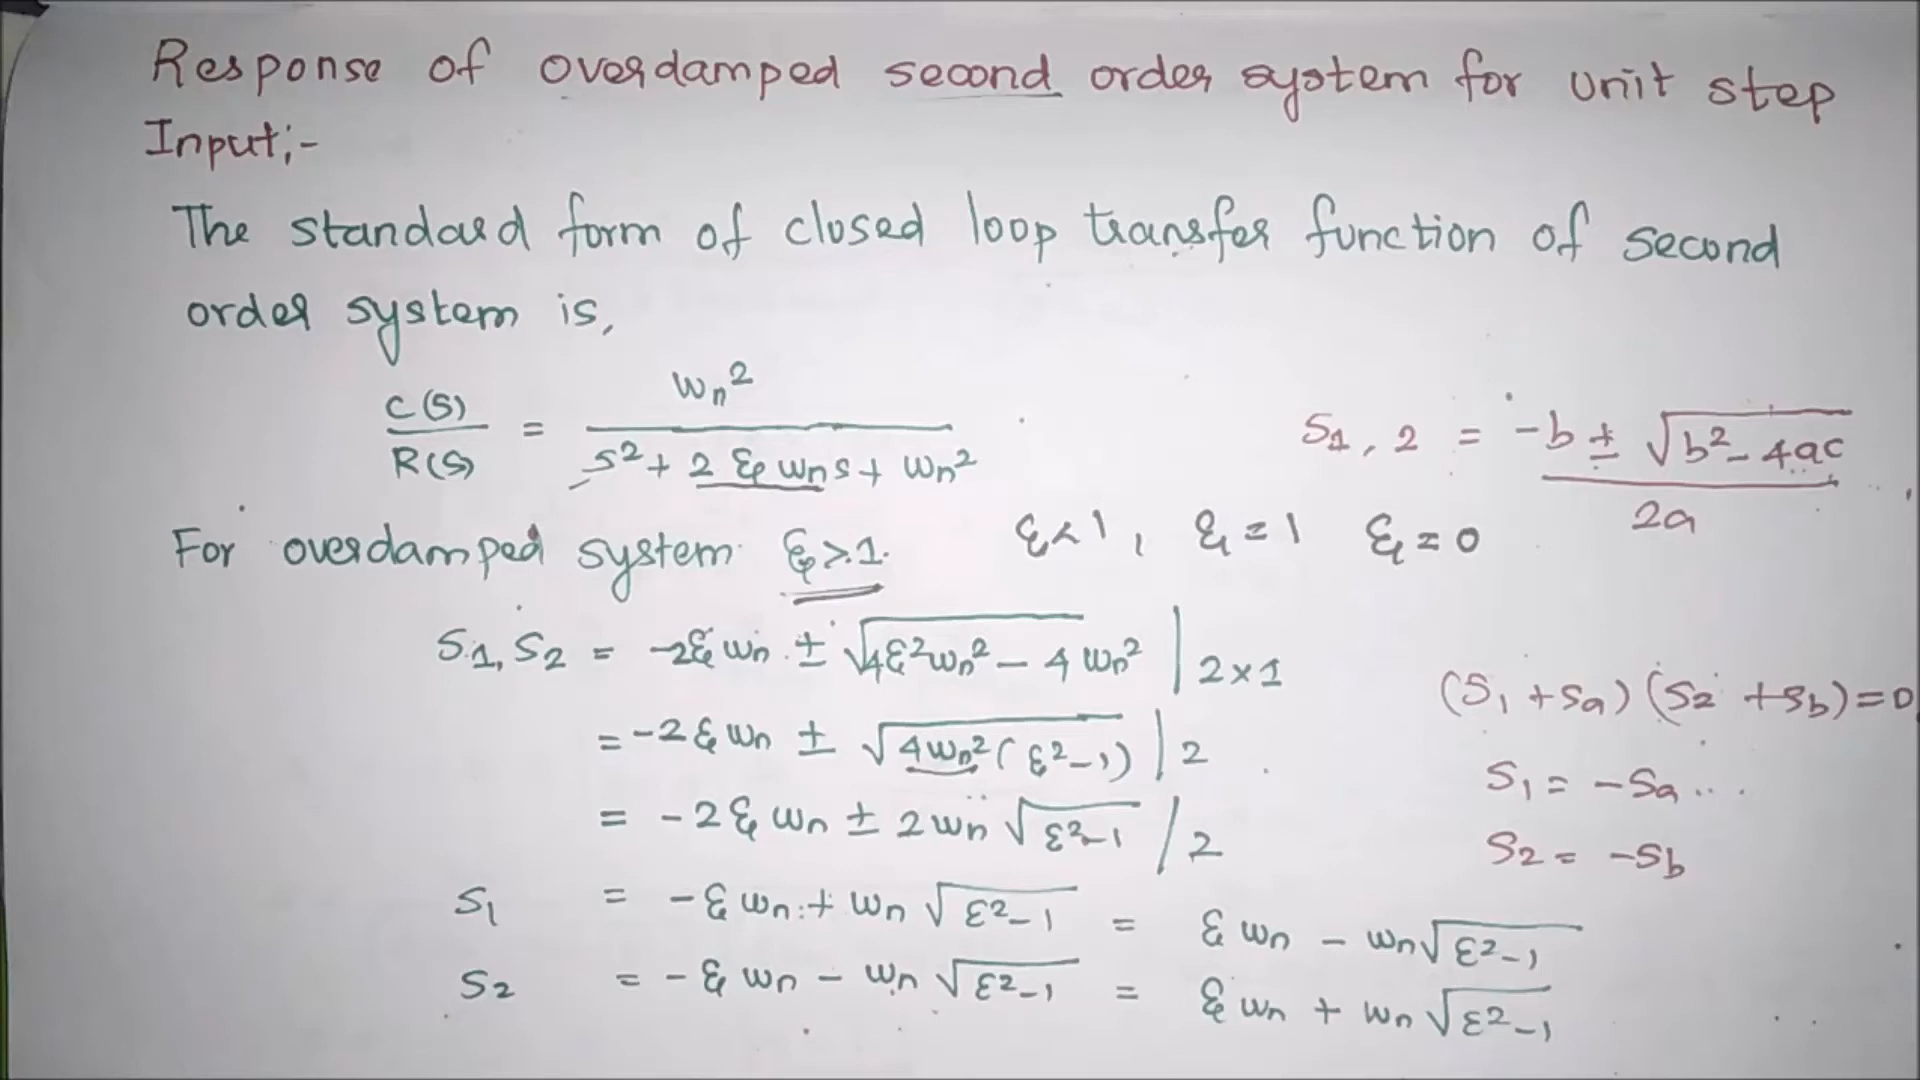 Response of overdamped second order system for unit step
Input;-
The standard form of closed loop transfer function of second
order system is,
C(S)/R(S) = Wn²/(s² + 2 ξ Wn s + Wn²)
S1,2 = -b ± √(b² - 4ac) / 2a
For overdamped system ξ>1. ξ<1, ξ=1 ξ=0
S1, S2 = -2ξ Wn ± √(4ξ²Wn² - 4 Wn²) | 2×1
= -2ξ Wn ± √(4Wn²(ξ²-1)) | 2
= -2ξ Wn ± 2Wn √(ξ²-1) / 2
S1 = -ξ Wn + Wn √(ξ²-1) = ξ Wn - Wn√(ξ²-1)
S2 = -ξ Wn - Wn √(ξ²-1) = ξ Wn + Wn √(ξ²-1)
(S1 + Sa) (S2 + Sb) = 0
S1 = -Sa ...
S2 = -Sb